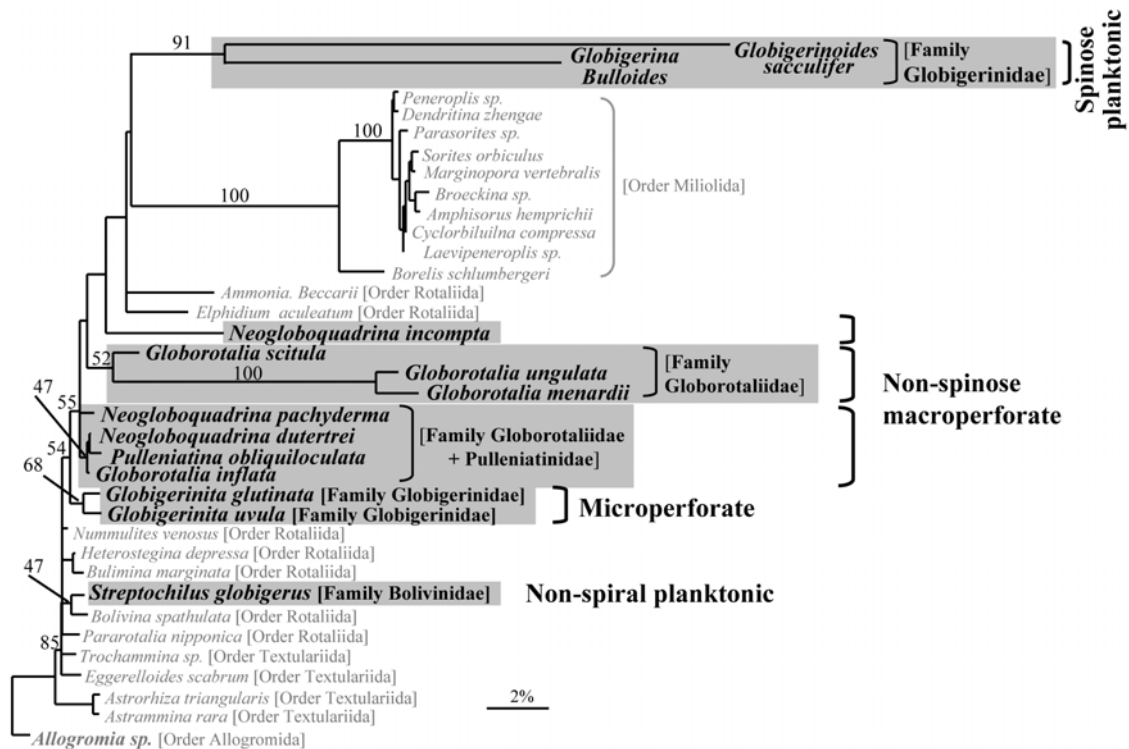 91
Globigerinoides
sacculifer
Globigerina
Bulloides
[Family
Globigerinidae]
Spinose
planktonic
Peneroplis sp.
Dendritina zhengae
100
Parasorites sp.
Sorites orbiculus
Marginopora vertebralis
[Order Miliolida]
100
Broeckina sp.
Amphisorus hemprichii
Cyclorbiluilna compressa
Laevipeneroplis sp.
Borelis schlumbergeri
Ammonia. Beccarii [Order Rotaliida]
Elphidium aculeatum [Order Rotaliida]
Neogloboquadrina incompta
52
Globorotalia scitula
100
Globorotalia ungulata
Globorotalia menardii
[Family
Globorotaliidae]
Non-spinose
macroperforate
47
55
Neogloboquadrina pachyderma
Neogloboquadrina dutertrei
Pulleniatina obliquiloculata
Globorotalia inflata
[Family Globorotaliidae
+ Pulleniatinidae]
54
68
Globigerinita glutinata [Family Globigerinidae]
Globigerinita uvula [Family Globigerinidae]
Microperforate
Nummulites venosus [Order Rotaliida]
Heterostegina depressa [Order Rotaliida]
Bulimina marginata [Order Rotaliida]
47
Streptochilus globigerus [Family Bolivinidae]
Non-spiral planktonic
Bolivina spathulata [Order Rotaliida]
Pararotalia nipponica [Order Rotaliida]
85
Trochammina sp. [Order Textulariida]
Eggerelloides scabrum [Order Textulariida]
Astrorhiza triangularis [Order Textulariida]
Astrammina rara [Order Textulariida]
2%
Allogromia sp. [Order Allogromida]